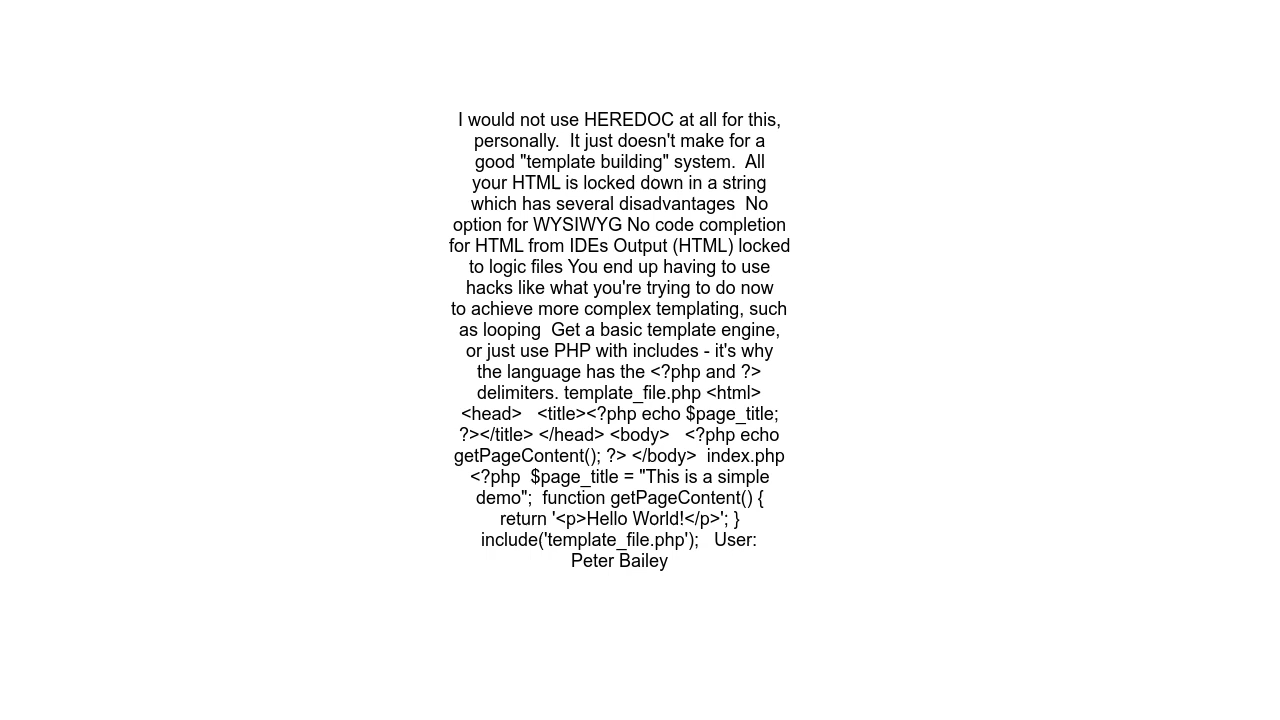 I would not use HEREDOC at all for this,
personally.  It just doesn't make for a
good "template building" system.  All
your HTML is locked down in a string
which has several disadvantages  No
option for WYSIWYG No code completion
for HTML from IDEs Output (HTML) locked
to logic files You end up having to use
hacks like what you're trying to do now
to achieve more complex templating, such
as looping  Get a basic template engine,
or just use PHP with includes - it's why
the language has the <?php and ?>
delimiters. template_file.php <html>
<head>   <title><?php echo $page_title;
?></title> </head> <body>   <?php echo
getPageContent(); ?> </body>  index.php
<?php  $page_title = "This is a simple
demo";  function getPageContent() {
return '<p>Hello World!</p>'; }
include('template_file.php');   User:
Peter Bailey